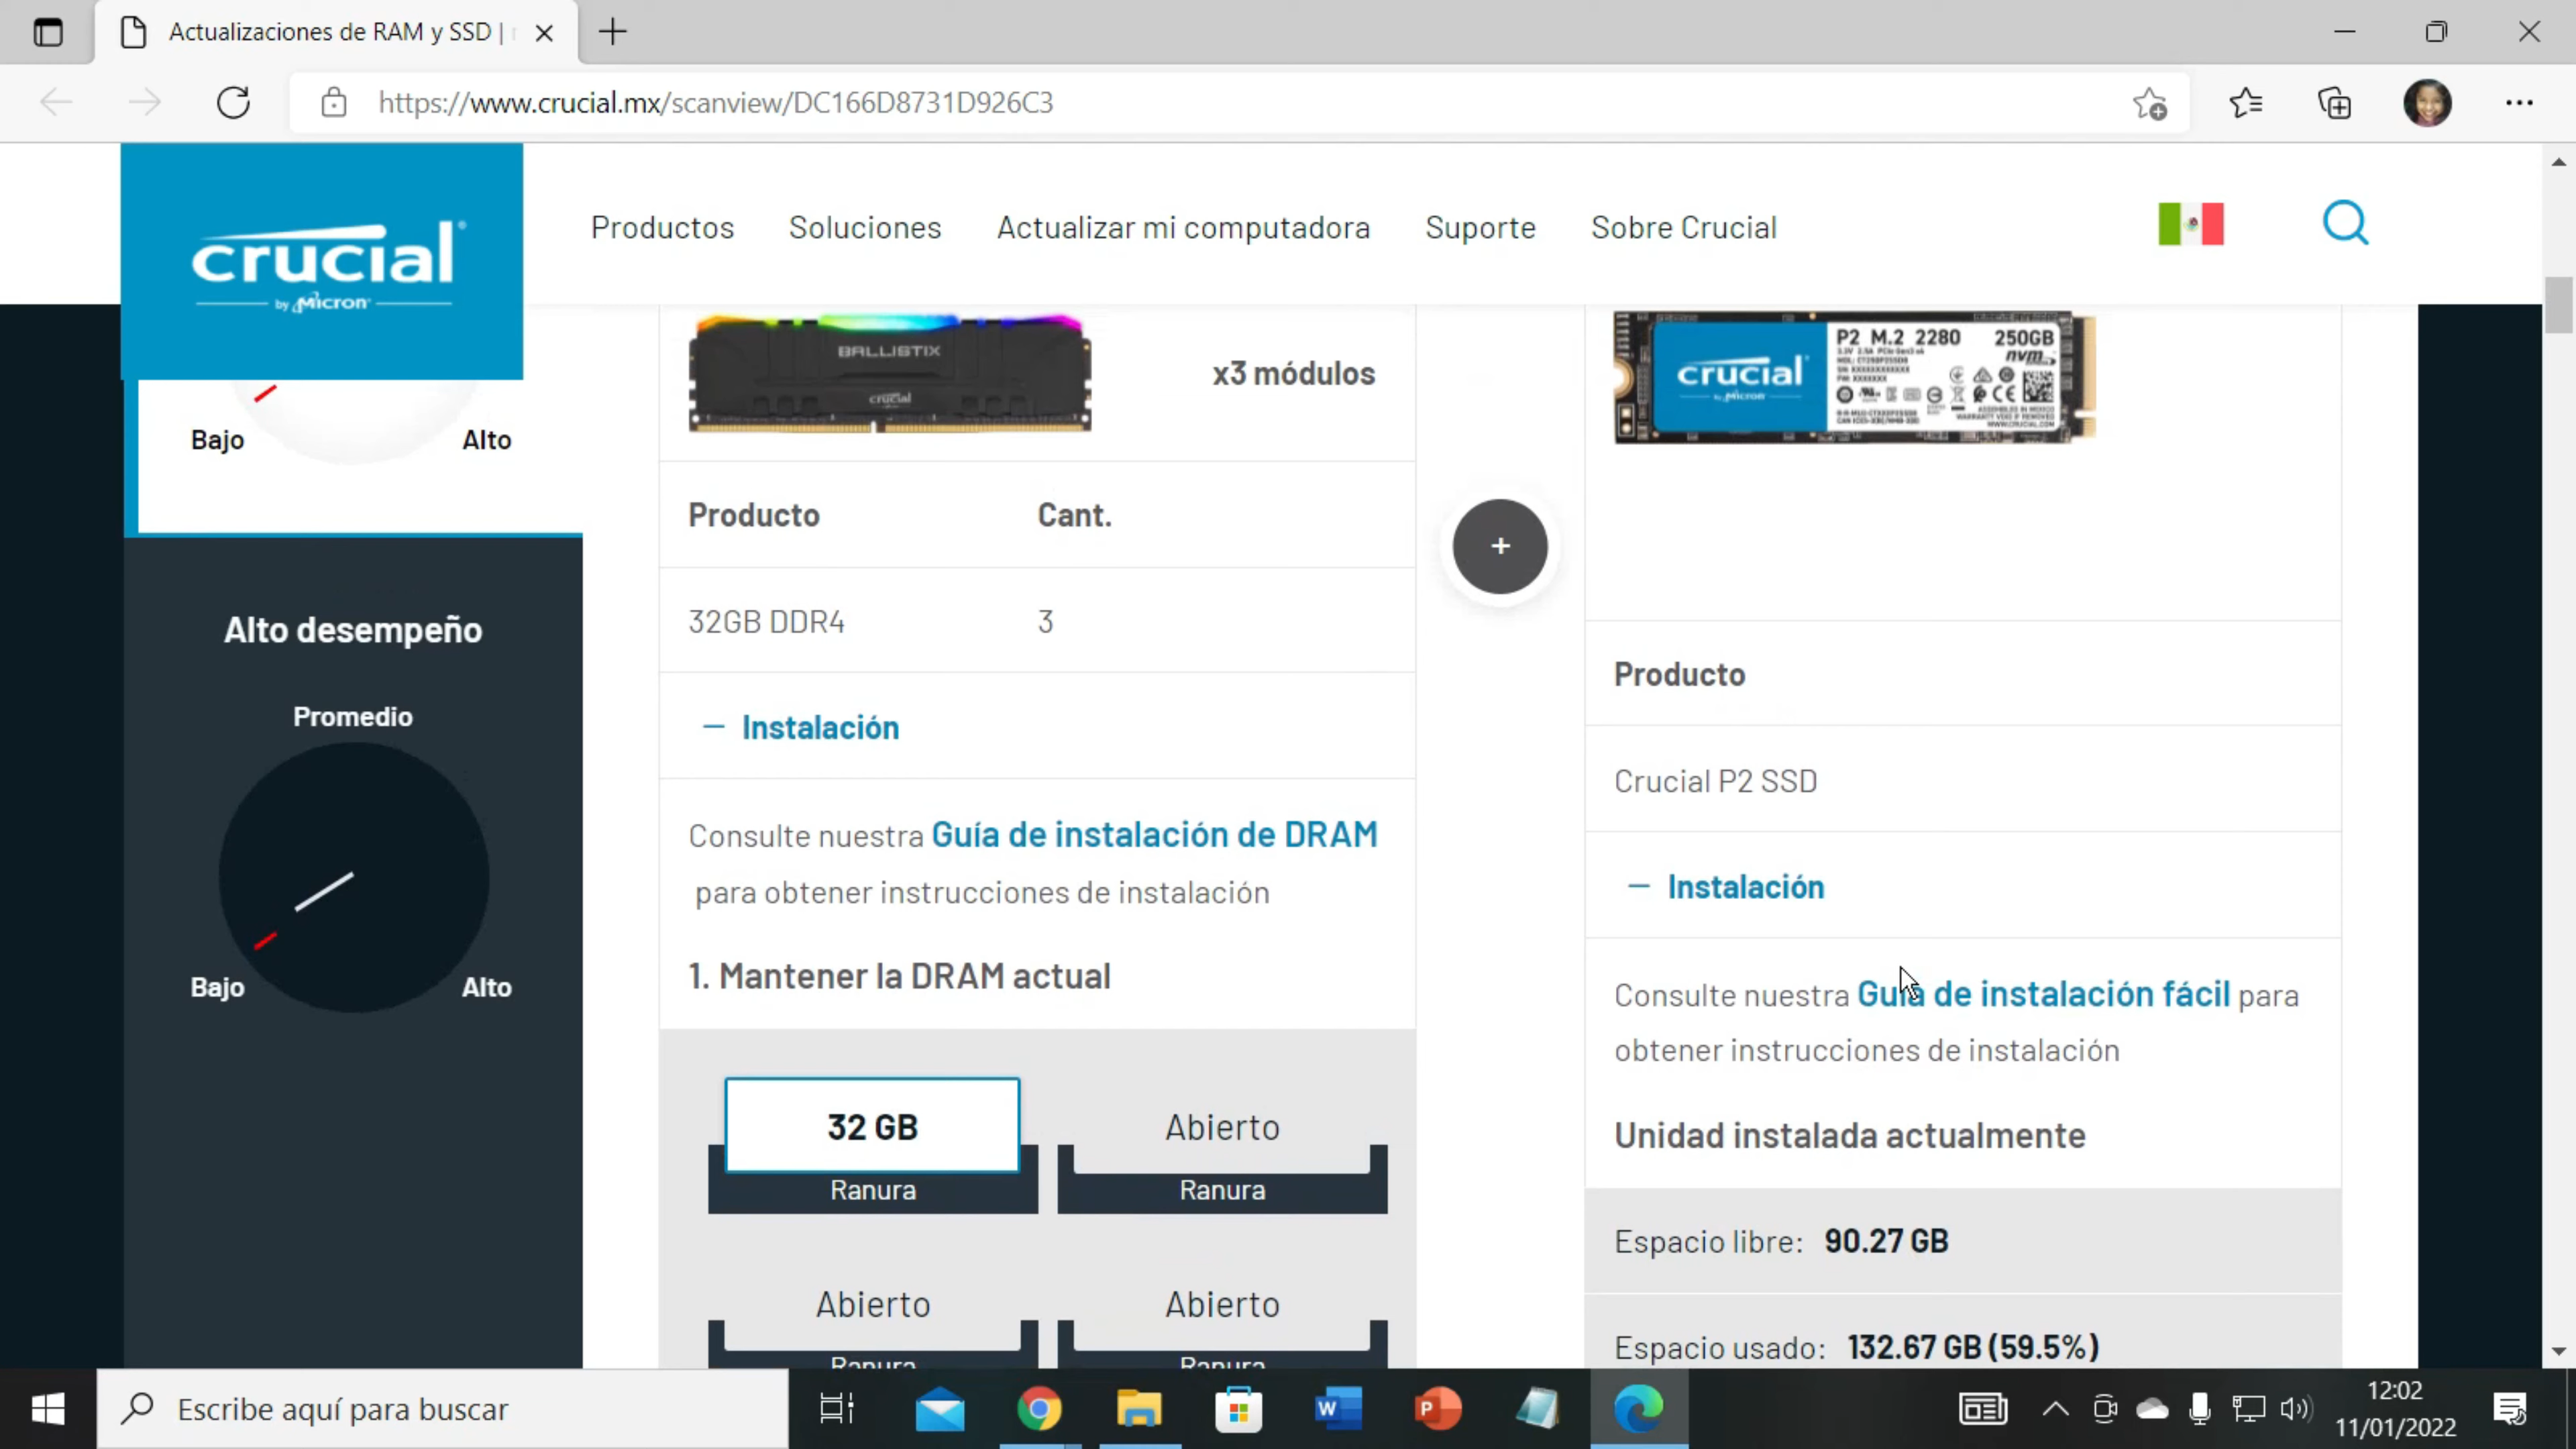 Actualizaciones de RAM y SSD |
https://www.crucial.mx/scanview/DC166D8731D926C3
crucial
by Micron
Productos
Soluciones
Actualizar mi computadora
Suporte
Sobre Crucial
Bajo
Alto
Alto desempeño
Promedio
Bajo
Alto
BALLISTIX
crucial
x3 módulos
Producto Cant.
32GB DDR4 3
— Instalación
Consulte nuestra Guía de instalación de DRAM
para obtener instrucciones de instalación
1. Mantener la DRAM actual
32 GB
Abierto
Ranura
Ranura
Abierto
Abierto
Ranura
Ranura
+
crucial
by Micron
P2 M.2 2280
250GB
nvm
Producto
Crucial P2 SSD
— Instalación
Consulte nuestra Guía de instalación fácil para
obtener instrucciones de instalación
Unidad instalada actualmente
Espacio libre: 90.27 GB
Espacio usado: 132.67 GB (59.5%)
Escribe aquí para buscar
12:02
11/01/2022